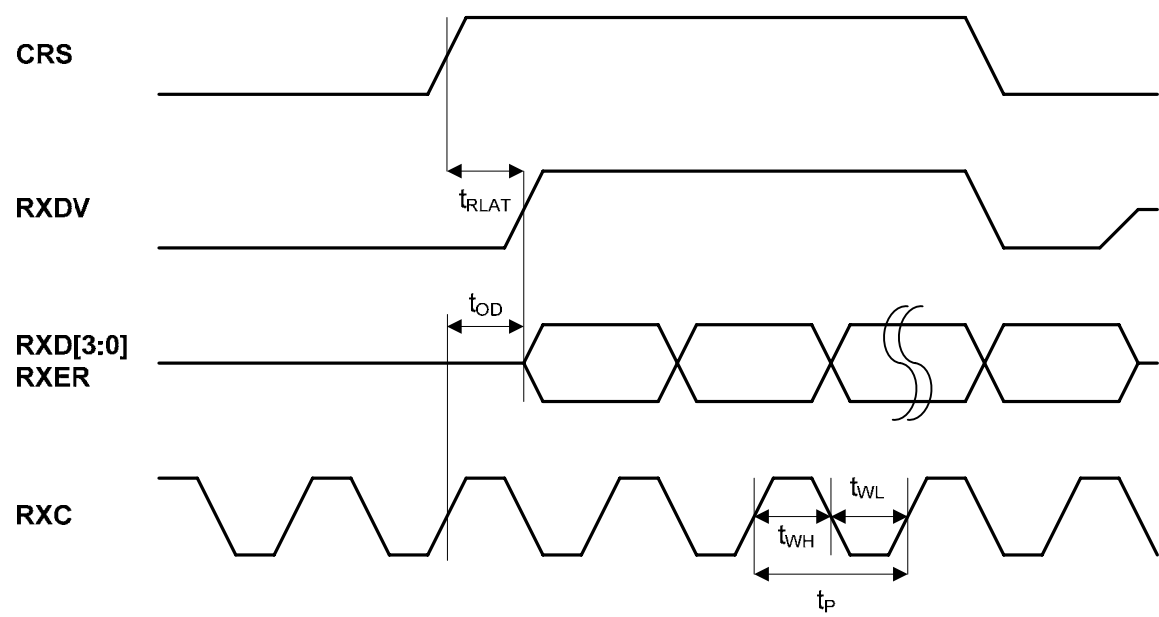 CRS
tRLAT
RXDV
tOD
RXD[3:0]
RXER
RXC
tWL
tWH
tP